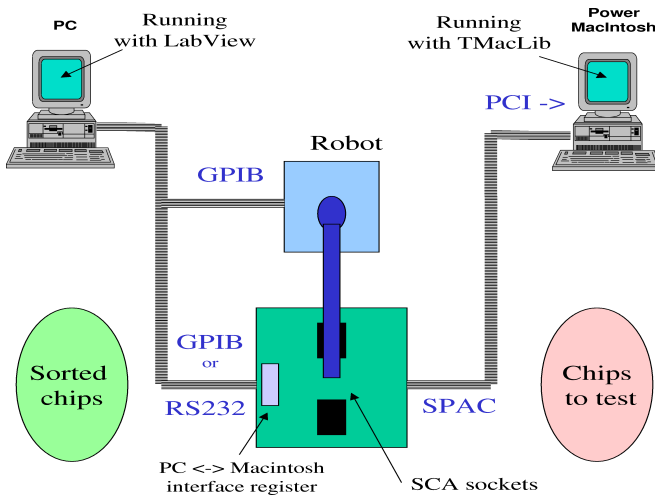 PC
Running
with LabView
Running
with TMacLib
Power
MacIntosh
PCI ->
Robot
GPIB
GPIB
or
RS232
SPAC
Sorted
chips
Chips
to test
PC <-> Macintosh
interface register
SCA sockets